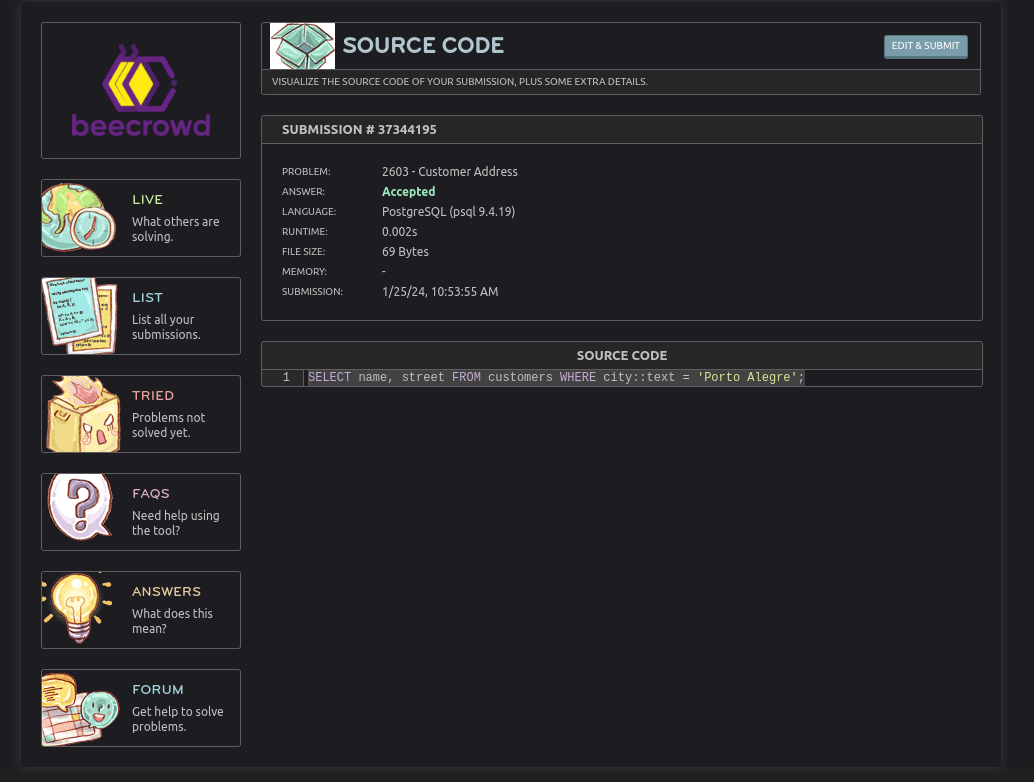 beecrowd
LIVE
What others are
solving.
LIST
List all your
submissions.
TRIED
Problems not
solved yet.
FAQS
Need help using
the tool?
ANSWERS
What does this
mean?
FORUM
Get help to solve
problems.
SOURCE CODE
EDIT & SUBMIT
VISUALIZE THE SOURCE CODE OF YOUR SUBMISSION, PLUS SOME EXTRA DETAILS.
SUBMISSION # 37344195
PROBLEM: 2603 - Customer Address
ANSWER: Accepted
LANGUAGE: PostgreSQL (psql 9.4.19)
RUNTIME: 0.002s
FILE SIZE: 69 Bytes
MEMORY: -
SUBMISSION: 1/25/24, 10:53:55 AM
SOURCE CODE
1 SELECT name, street FROM customers WHERE city::text = 'Porto Alegre';